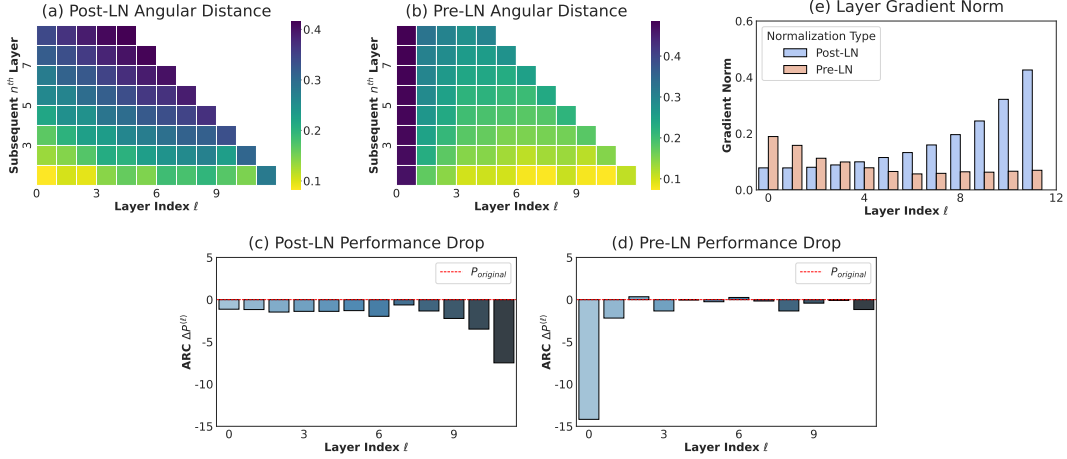 (a) Post-LN Angular Distance
Subsequent nth Layer
7
5
3
0
3
6
9
Layer Index ℓ
0.4
0.3
0.2
0.1
(b) Pre-LN Angular Distance
Subsequent nth Layer
7
5
3
0
3
6
9
Layer Index ℓ
0.4
0.3
0.2
0.1
(e) Layer Gradient Norm
Gradient Norm
0.6
0.4
0.2
0.0
Normalization Type
Post-LN
Pre-LN
0
4
8
12
Layer Index ℓ
(c) Post-LN Performance Drop
ARC ΔP(ℓ)
5
0
-5
-10
-15
Poriginal
0
3
6
9
Layer Index ℓ
(d) Pre-LN Performance Drop
ARC ΔP(ℓ)
5
0
-5
-10
-15
Poriginal
0
3
6
9
Layer Index ℓ